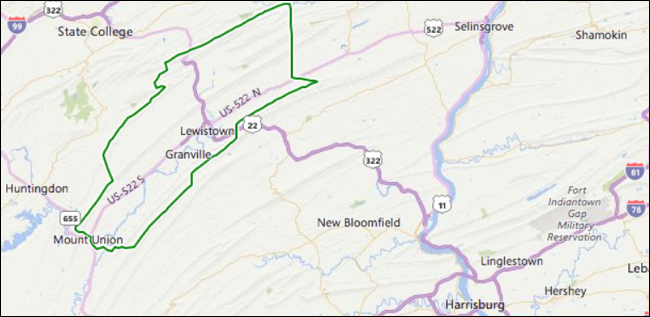 322
99
State College
522
Selinsgrove
Shamokin
US-522 N
Lewistown
22
Granville
322
81
Huntingdon
US-522 S
Fort
Indiantown
Gap
Military
Reservation
11
78
655
New Bloomfield
Mount Union
Linglestown
Leba
Hershey
Harrisburg